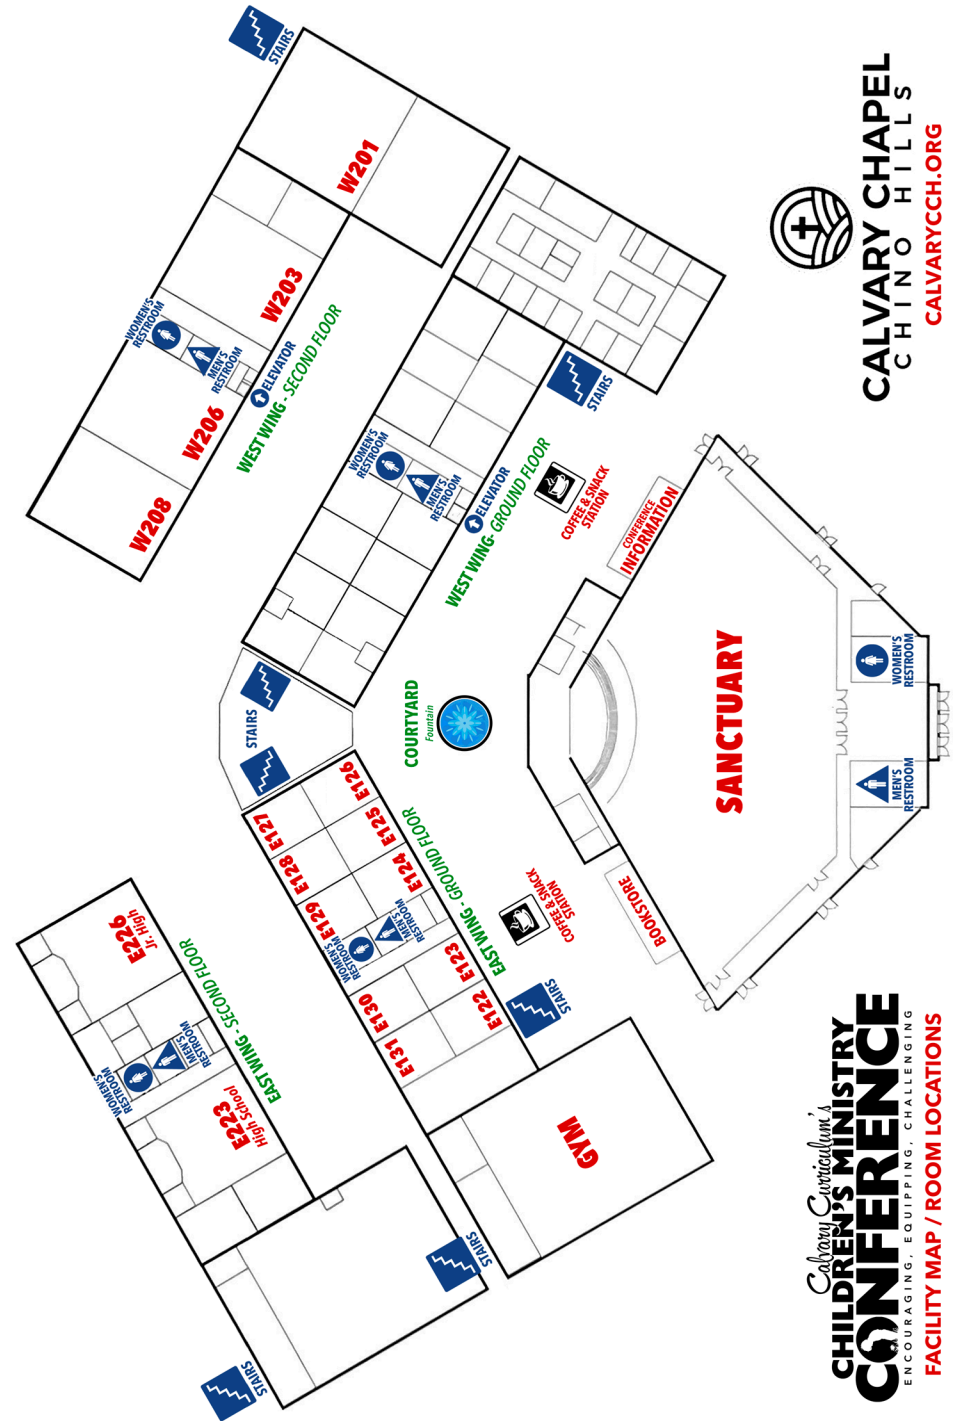 Calvary Curriculum's
CHILDREN'S MINISTRY
CONFERENCE
ENCOURAGING, EQUIPPING, CHALLENGING
FACILITY MAP / ROOM LOCATIONS
CALVARY CHAPEL
CHINO HILLS
CALVARYCCH.ORG
STAIRS
W201
W203
WOMEN'S
RESTROOM
MEN'S
RESTROOM
ELEVATOR
WEST WING - SECOND FLOOR
W206
W208
STAIRS
WOMEN'S
RESTROOM
MEN'S
RESTROOM
ELEVATOR
WEST WING- GROUND FLOOR
COFFEE & SNACK
STATION
CONFERENCE
INFORMATION
SANCTUARY
WOMEN'S
RESTROOM
MEN'S
RESTROOM
STAIRS
COURTYARD
Fountain
E126
E127
E125
E128
E124
E129
WOMEN'S
RESTROOM
MEN'S
RESTROOM
EAST WING - GROUND FLOOR
E123
E130
E122
E131
COFFEE & SNACK
STATION
BOOKSTORE
STAIRS
GYM
STAIRS
E226
Jr. High
EAST WING - SECOND FLOOR
WOMEN'S
RESTROOM
MEN'S
RESTROOM
E223
High School
STAIRS